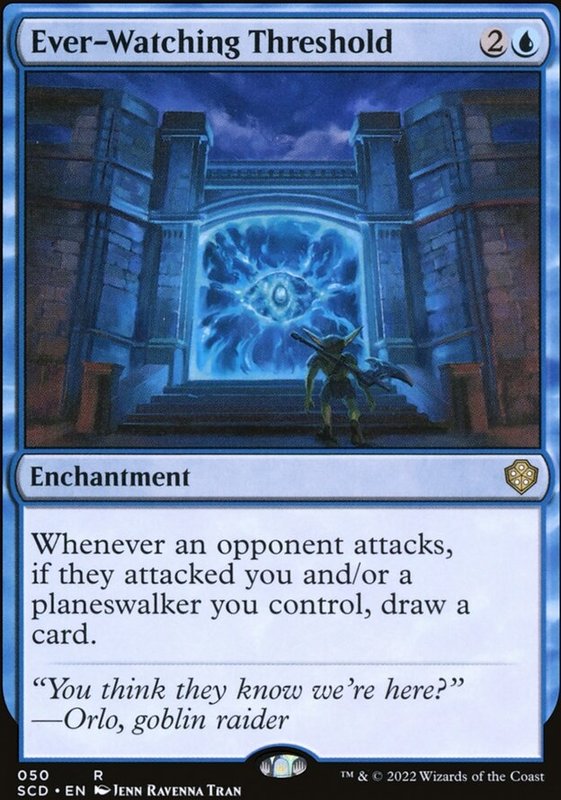 Ever-Watching Threshold 2
Enchantment
Whenever an opponent attacks,
if they attacked you and/or a
planeswalker you control, draw a
card.
“You think they know we’re here?”
—Orlo, goblin raider
050 R
SCD • EN Jenn Ravenna Tran
™ & © 2022 Wizards of the Coast